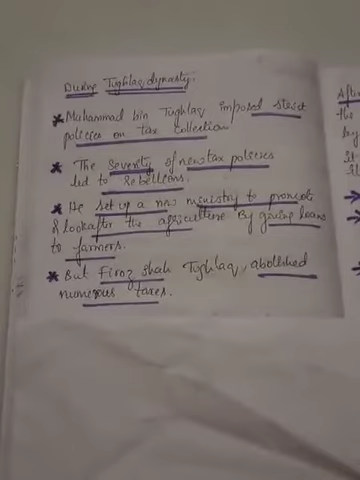 During Tughlaq dynasty:
* Muhammad bin Tughlaq imposed strict
policies on tax collection
* The severity of new tax policies
led to rebellions.
* He set up a new ministry to promote
& look after the agriculture by giving loans
to farmers.
* But Firoz shah Tughlaq, abolished
numerous taxes.
After
the